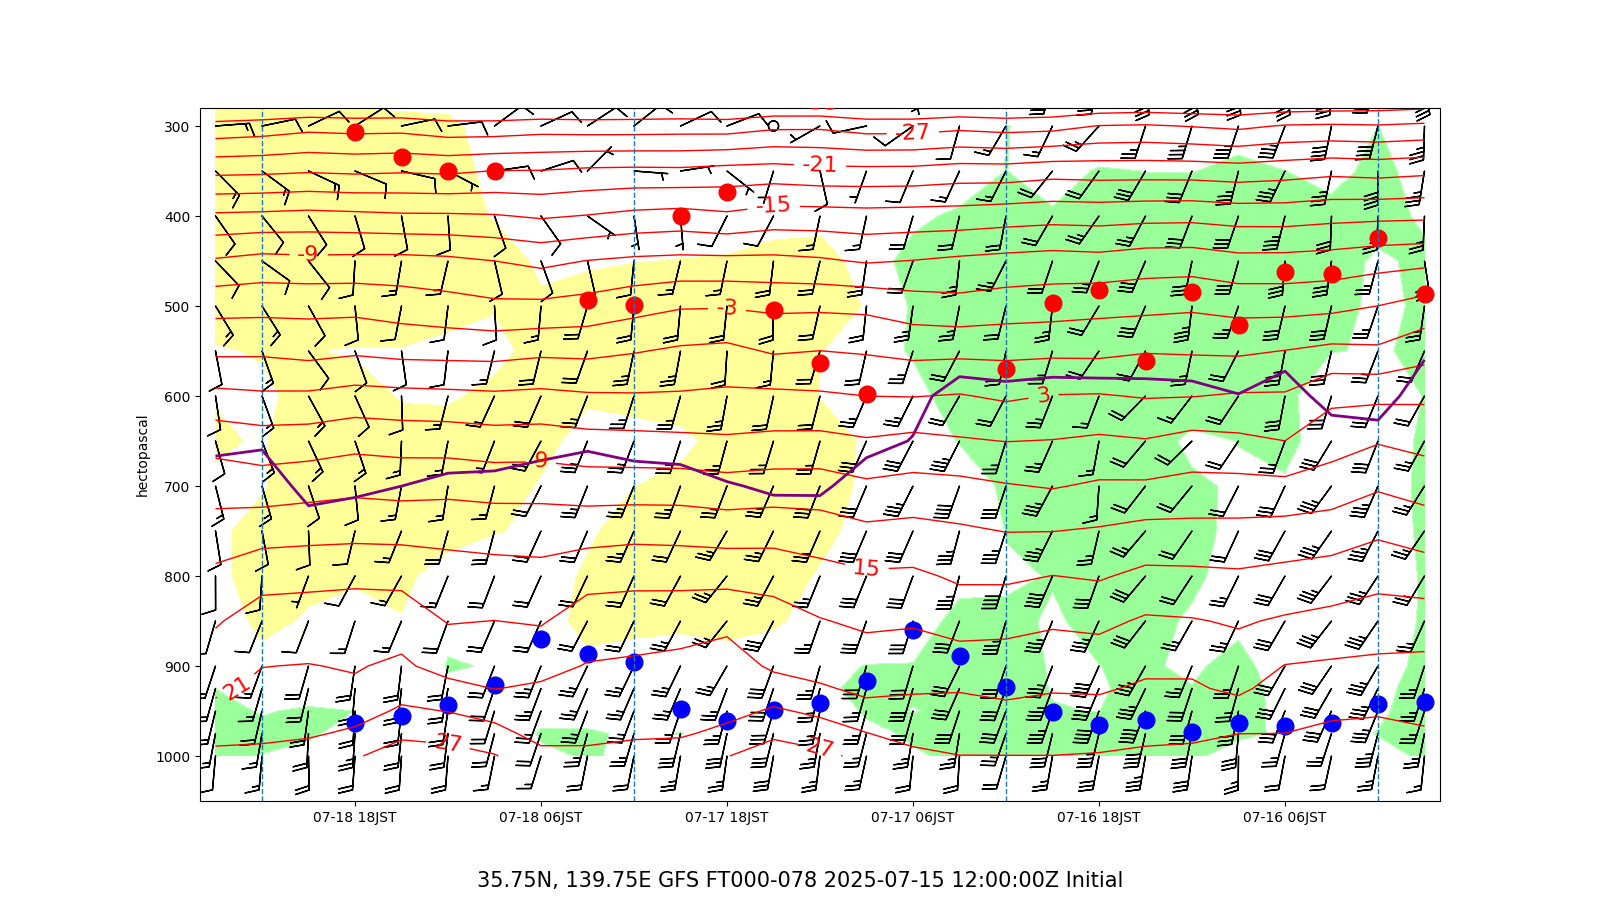 300
400
500
600
700
800
900
1000
hectopascal
-27
-21
-15
-9
-3
3
9
15
21
27
27
07-18 18JST
07-18 06JST
07-17 18JST
07-17 06JST
07-16 18JST
07-16 06JST
35.75N, 139.75E GFS FT000-078 2025-07-15 12:00:00Z Initial